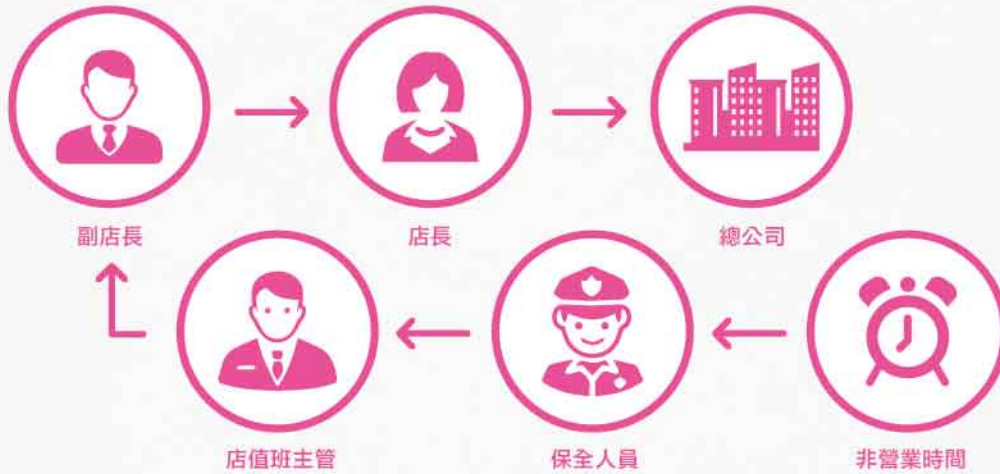 副店長
店長
總公司
店值班主管
保全人員
非營業時間